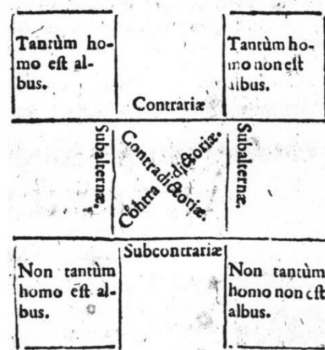 Tantùm ho-
mo eſt al-
bus.
Tantùm ho-
mo non eſt
albus.
Contrariæ
Subalternæ.
Contradictoriæ.
Contradictoriæ.
Subalternæ.
Subcontrariæ
Non tantùm
homo eſt al-
bus.
Non tantùm
homo non eſt
albus.